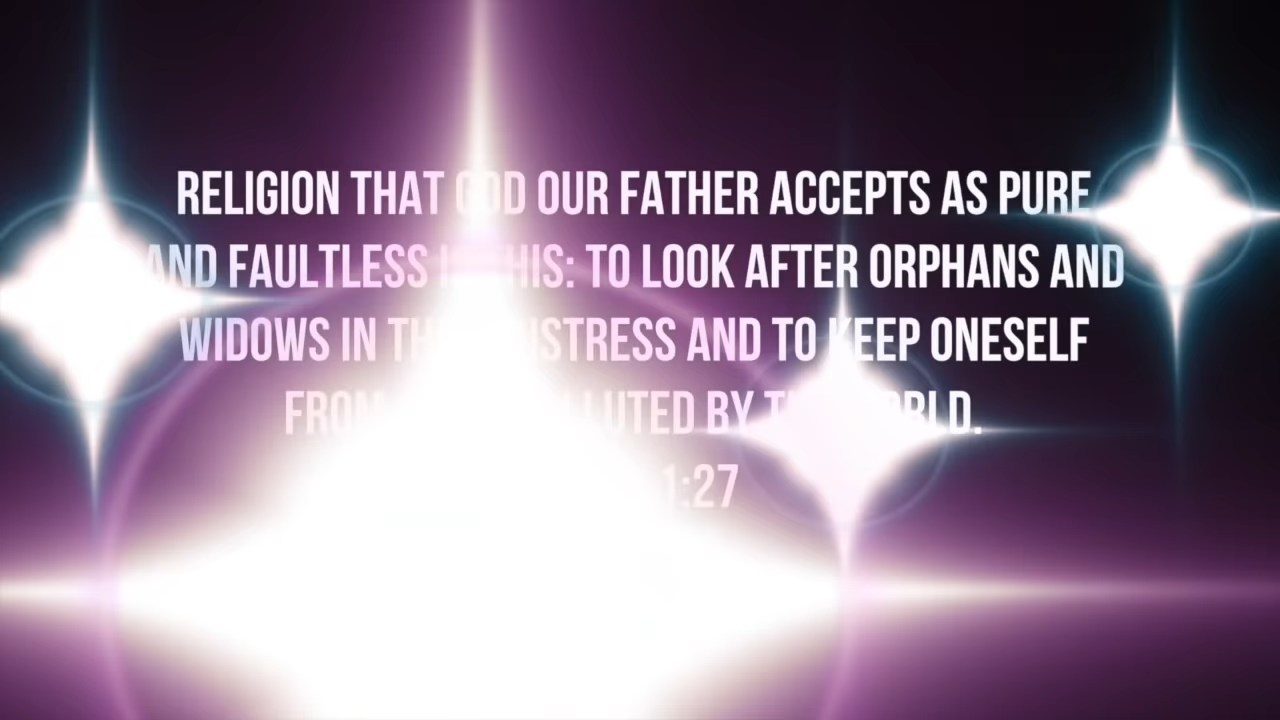 RELIGION THAT GOD OUR FATHER ACCEPTS AS PURE
AND FAULTLESS IS THIS: TO LOOK AFTER ORPHANS AND
WIDOWS IN THEIR DISTRESS AND TO KEEP ONESELF
FROM POLLUTED BY THE WORLD.
1:27